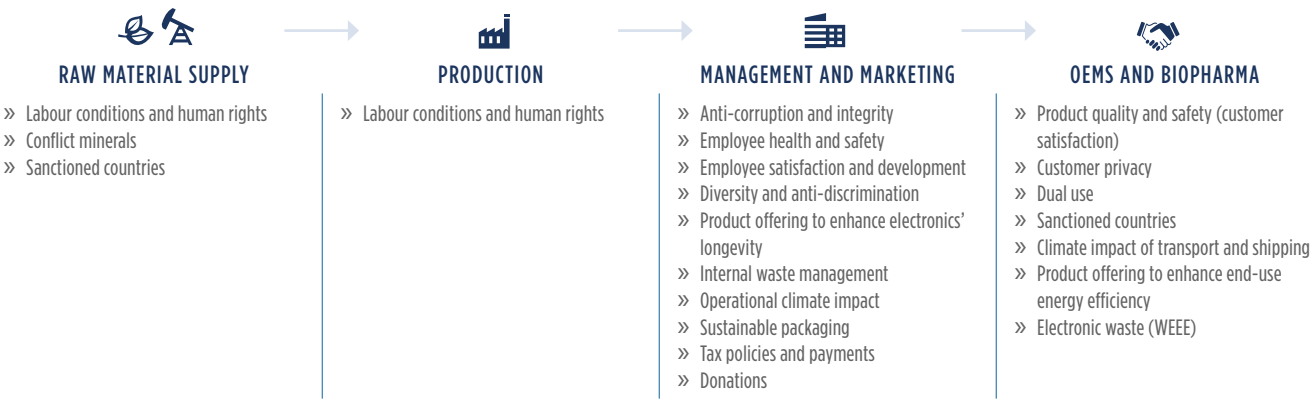 RAW MATERIAL SUPPLY
» Labour conditions and human rights
» Conflict minerals
» Sanctioned countries
PRODUCTION
» Labour conditions and human rights
MANAGEMENT AND MARKETING
» Anti-corruption and integrity
» Employee health and safety
» Employee satisfaction and development
» Diversity and anti-discrimination
» Product offering to enhance electronics’
longevity
» Internal waste management
» Operational climate impact
» Sustainable packaging
» Tax policies and payments
» Donations
OEMS AND BIOPHARMA
» Product quality and safety (customer
satisfaction)
» Customer privacy
» Dual use
» Sanctioned countries
» Climate impact of transport and shipping
» Product offering to enhance end-use
energy efficiency
» Electronic waste (WEEE)